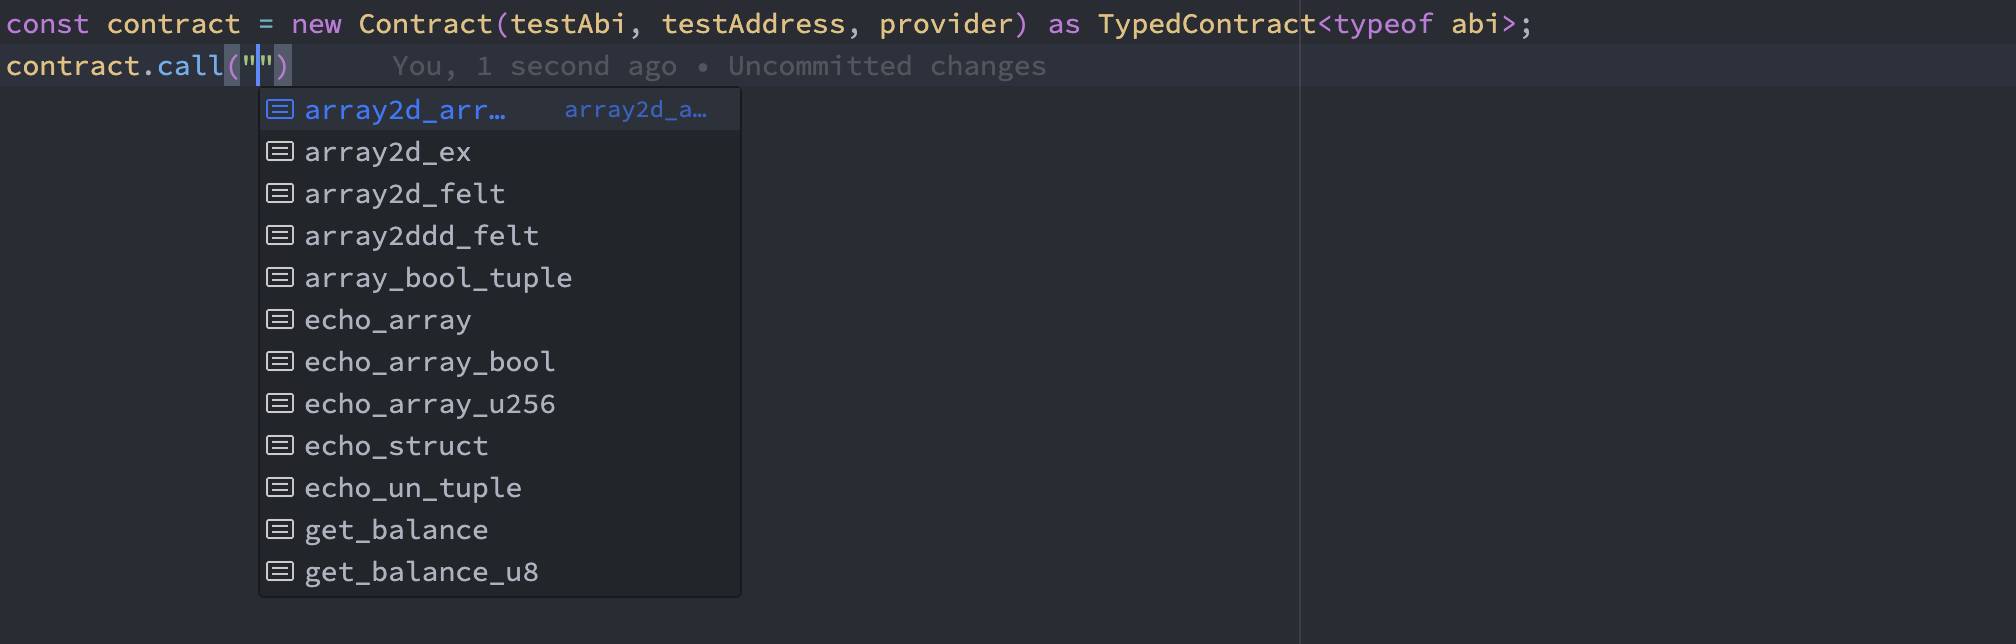 const contract = new Contract(testAbi, testAddress, provider) as TypedContract<typeof abi>;
contract.call("") You, 1 second ago • Uncommitted changes
array2d_arr… array2d_a…
array2d_ex
array2d_felt
array2ddd_felt
array_bool_tuple
echo_array
echo_array_bool
echo_array_u256
echo_struct
echo_un_tuple
get_balance
get_balance_u8